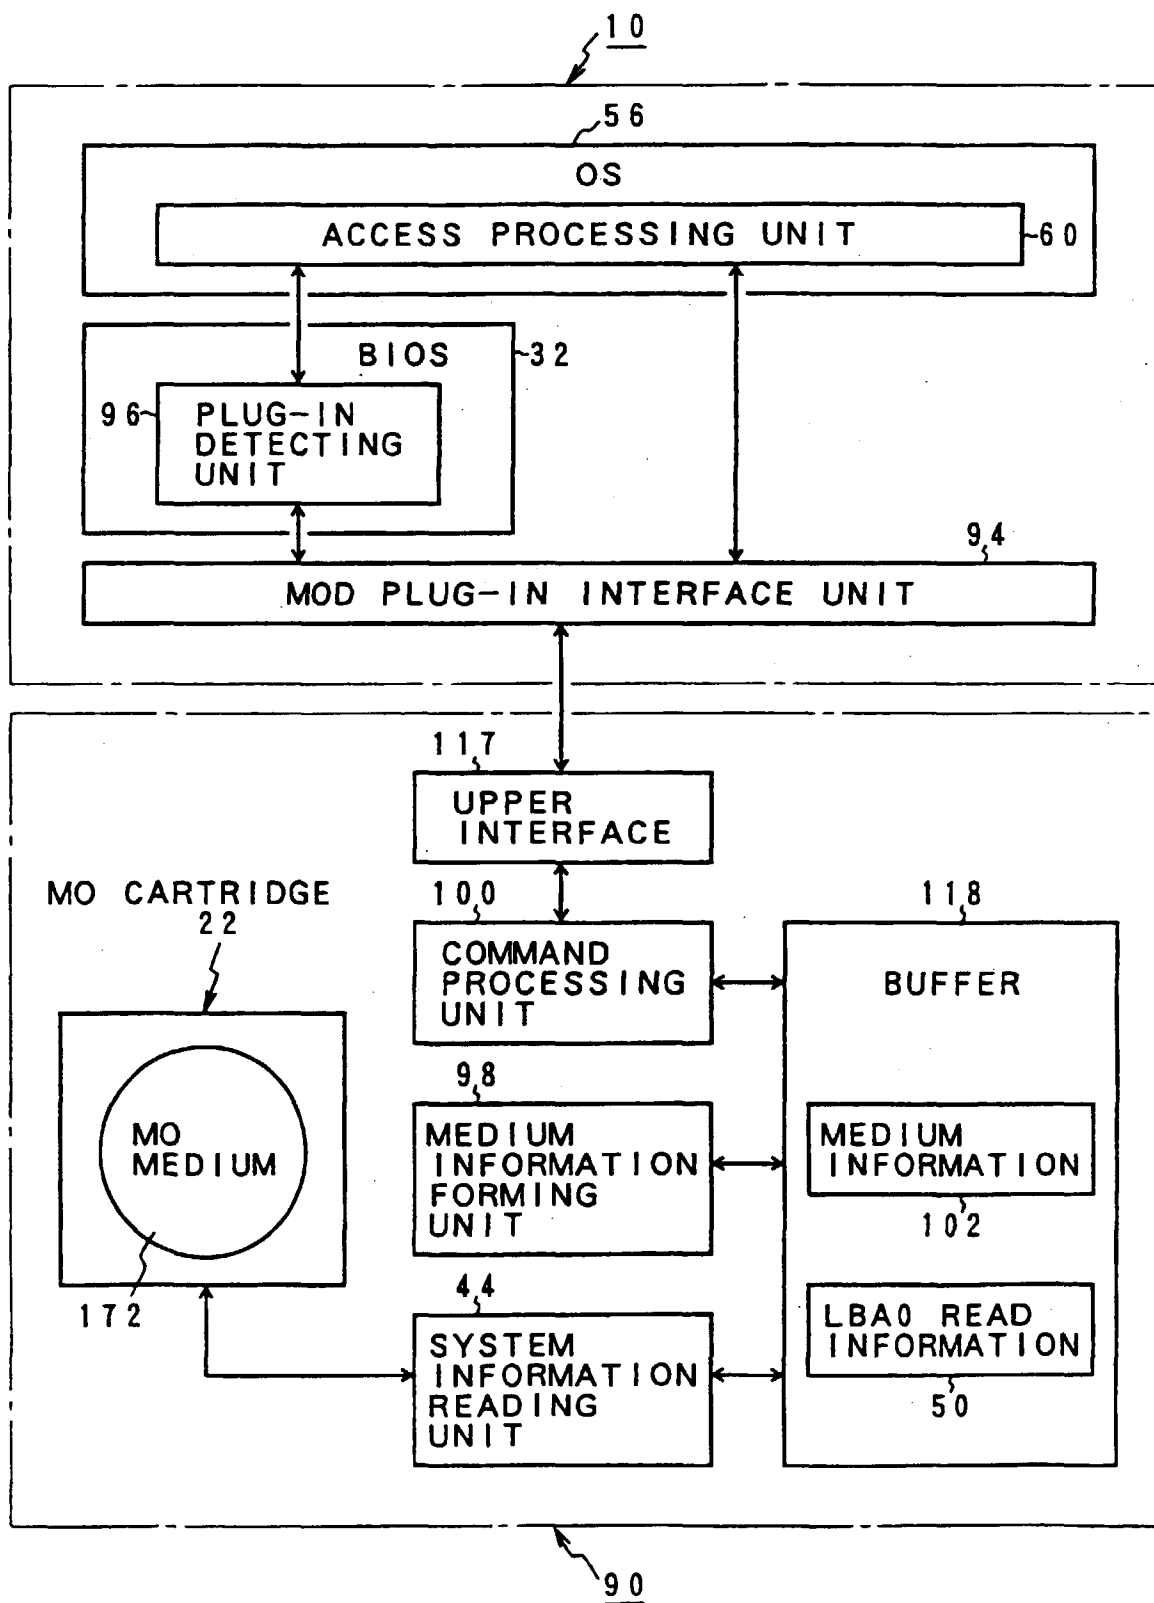 10
56
OS
ACCESS PROCESSING UNIT
60
BIOS
32
96
PLUG-IN
DETECTING
UNIT
94
MOD PLUG-IN INTERFACE UNIT
117
UPPER
INTERFACE
MO CARTRIDGE
22
100
118
COMMAND
PROCESSING
UNIT
BUFFER
98
MO
MEDIUM
MEDIUM
INFORMATION
FORMING
UNIT
MEDIUM
INFORMATION
102
172
44
SYSTEM
INFORMATION
READING
UNIT
LBA0 READ
INFORMATION
50
90